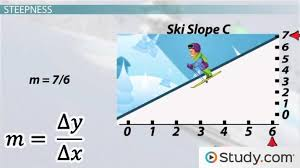 STEEPNESS
Ski Slope C
m = 7/6
m = Δy
Δx
7
6
5
4
3
2
1
0
0 1 2 3 4 5 6
Study.com